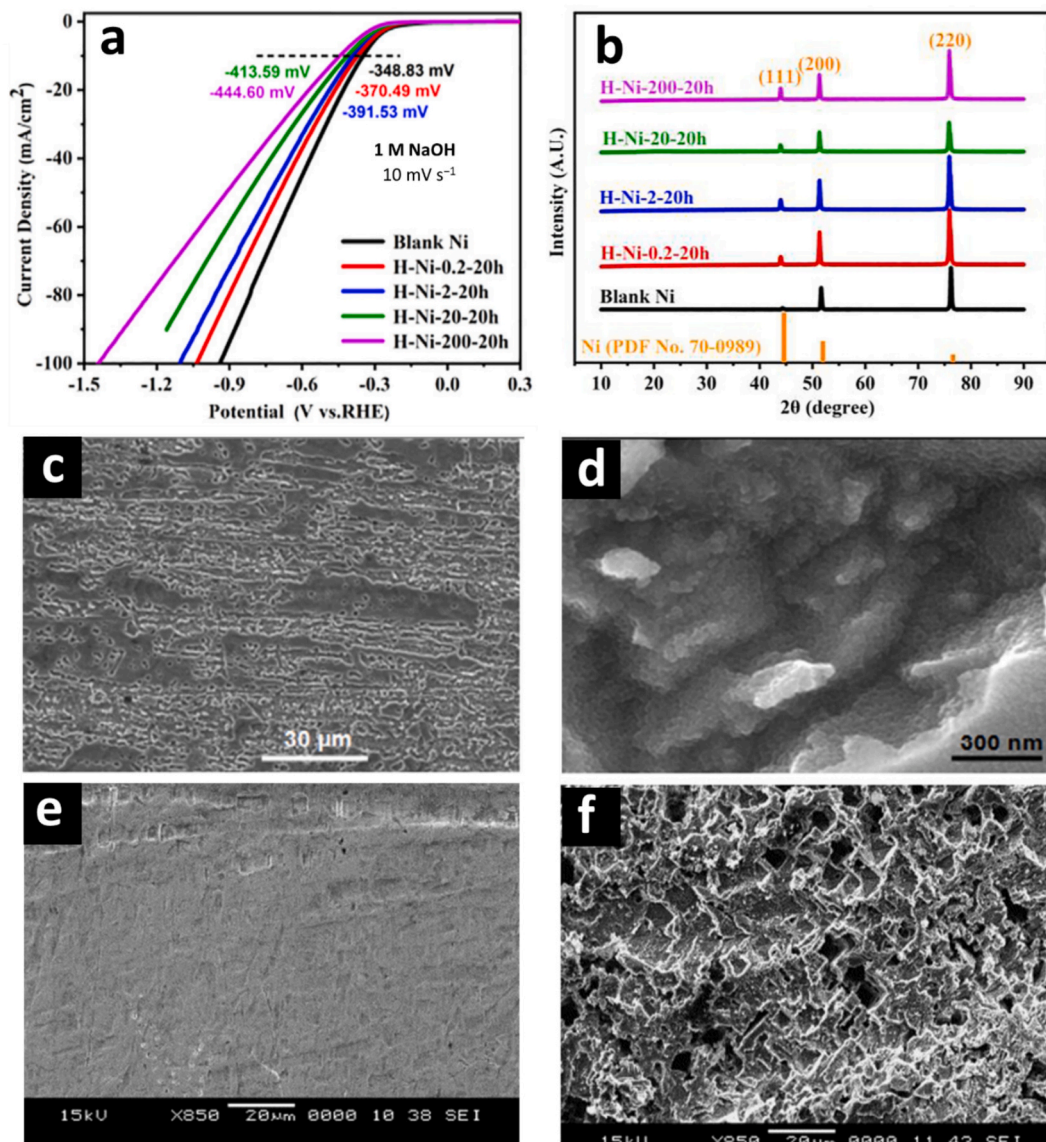 a
0
-20
-40
-60
-80
-100
Current Density (mA/cm²)
-413.59 mV
-444.60 mV
-348.83 mV
-370.49 mV
-391.53 mV
1 M NaOH
10 mV s⁻¹
Blank Ni
H-Ni-0.2-20h
H-Ni-2-20h
H-Ni-20-20h
H-Ni-200-20h
-1.5 -1.2 -0.9 -0.6 -0.3 0.0 0.3
Potential (V vs.RHE)
b
Intensity (A.U.)
(111)
(200)
(220)
H-Ni-200-20h
H-Ni-20-20h
H-Ni-2-20h
H-Ni-0.2-20h
Blank Ni
Ni (PDF No. 70-0989)
10 20 30 40 50 60 70 80 90
2θ (degree)
c
30 µm
d
300 nm
e
15kV X850 20µm 0000 10 38 SEI
f
15kV X850 20µm 0000 SEI